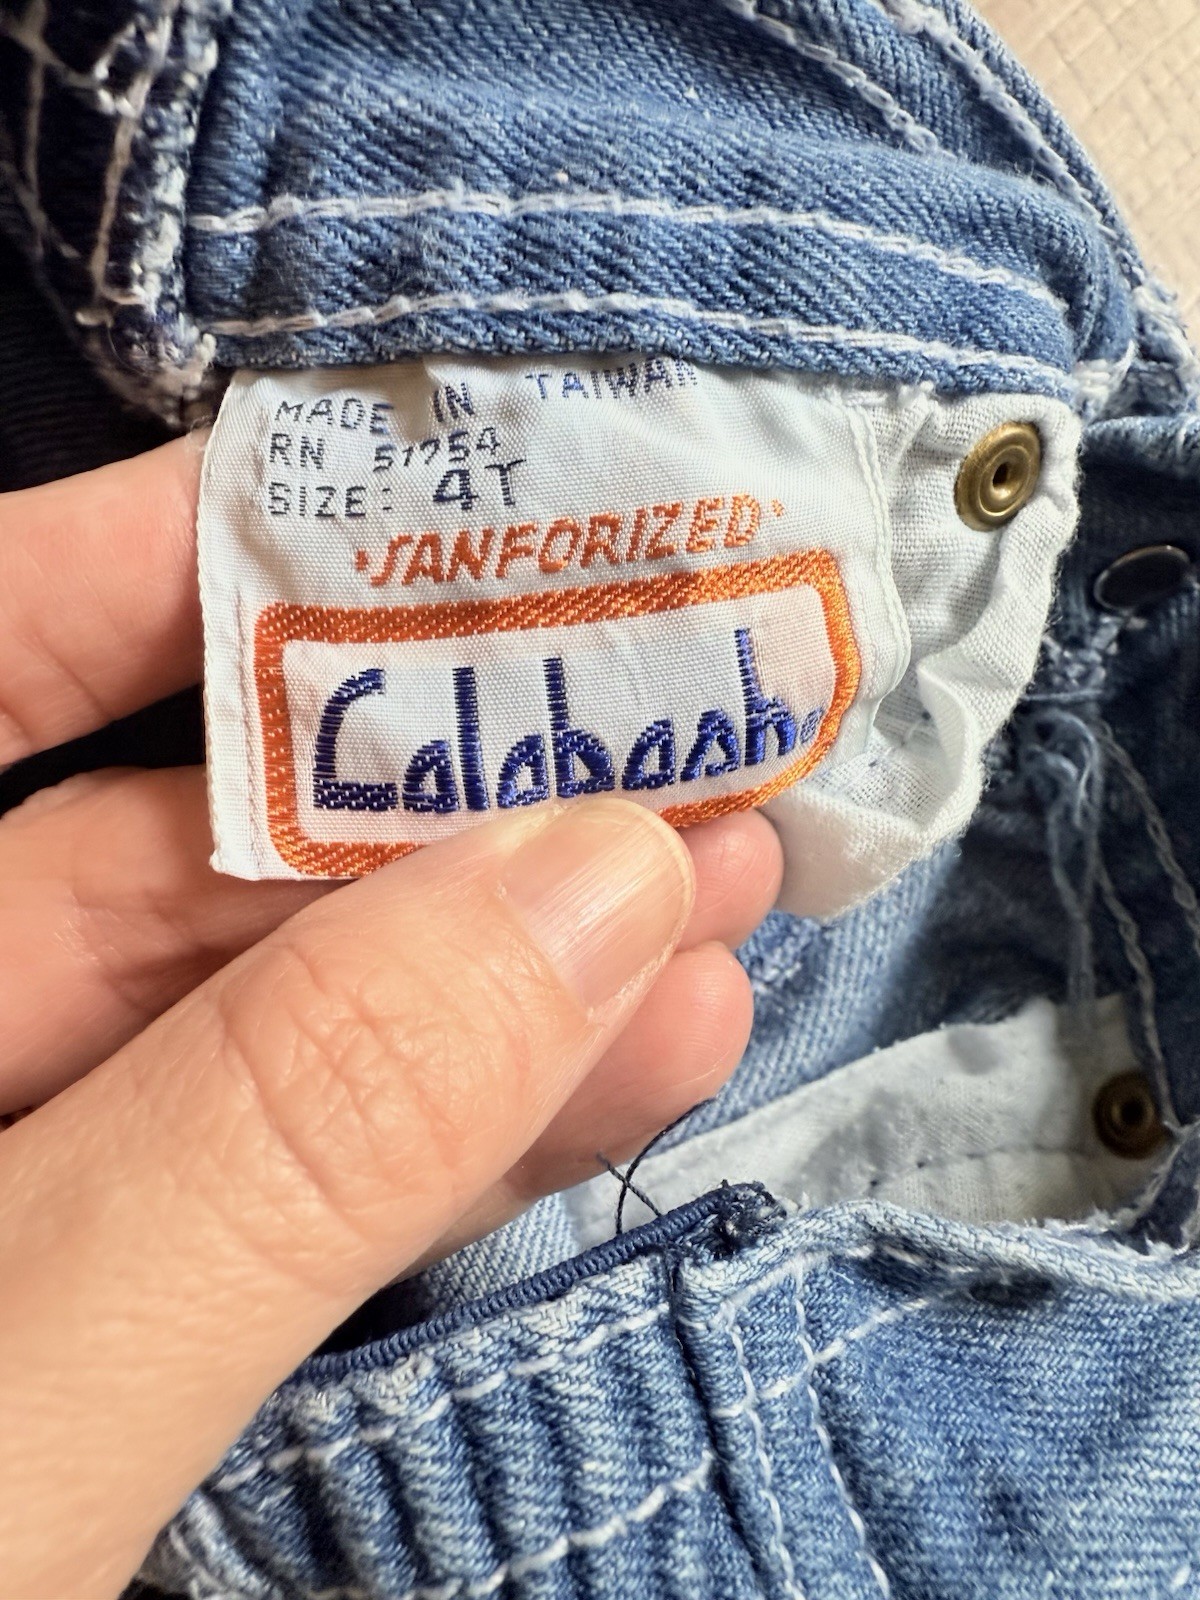 MADE IN TAIWAN
RN 51754
SIZE: 4T
·SANFORIZED·
Calabash®